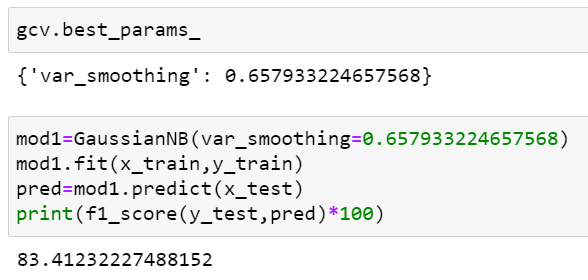 gcv.best_params_
{'var_smoothing': 0.657933224657568}
mod1=GaussianNB(var_smoothing=0.657933224657568)
mod1.fit(x_train,y_train)
pred=mod1.predict(x_test)
print(f1_score(y_test,pred)*100)
83.41232227488152